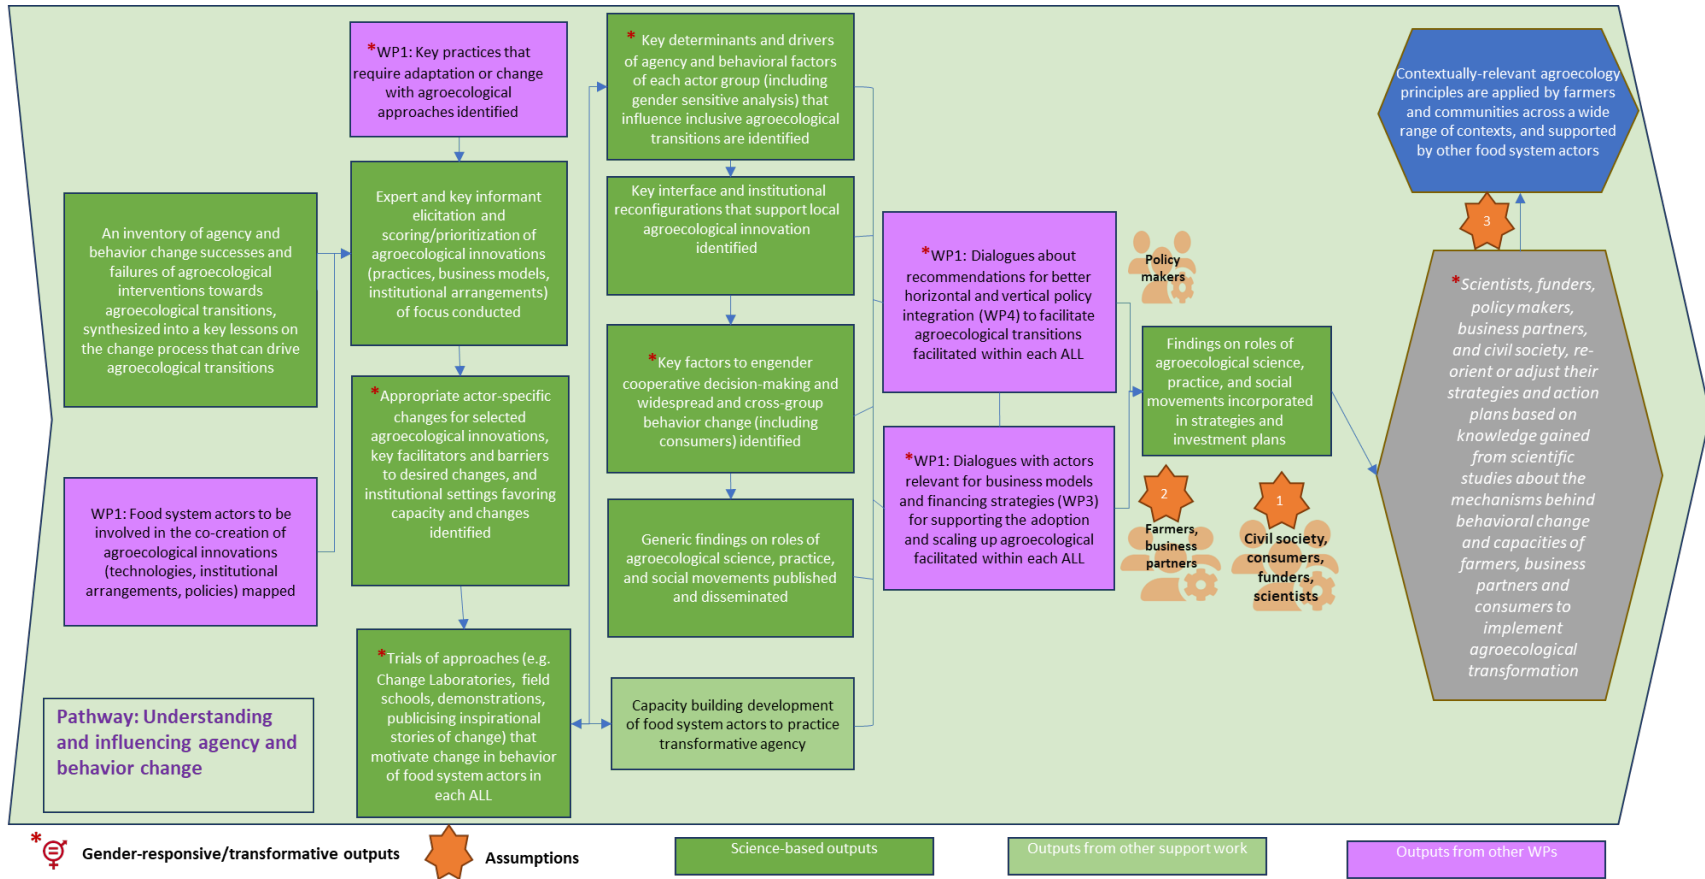 An inventory of agency and
behavior change successes and
failures of agroecological
interventions towards
agroecological transitions,
synthesized into a key lessons on
the change process that can drive
agroecological transitions
WP1: Food system actors to be
involved in the co-creation of
agroecological innovations
(technologies, institutional
arrangements, policies) mapped
Pathway: Understanding
and influencing agency and
behavior change
*WP1: Key practices that
require adaptation or change
with agroecological
approaches identified
Expert and key informant
elicitation and
scoring/prioritization of
agroecological innovations
(practices, business models,
institutional arrangements)
of focus conducted
*Appropriate actor-specific
changes for selected
agroecological innovations,
key facilitators and barriers
to desired changes, and
institutional settings favoring
capacity and changes
identified
*Trials of approaches (e.g.
Change Laboratories, field
schools, demonstrations,
publicising inspirational
stories of change) that
motivate change in behavior
of food system actors in
each ALL
* Key determinants and drivers
of agency and behavioral factors
of each actor group (including
gender sensitive analysis) that
influence inclusive agroecological
transitions are identified
Key interface and institutional
reconfigurations that support local
agroecological innovation
identified
*Key factors to engender
cooperative decision-making and
widespread and cross-group
behavior change (including
consumers) identified
Generic findings on roles of
agroecological science, practice,
and social movements published
and disseminated
Capacity building development
of food system actors to practice
transformative agency
*WP1: Dialogues about
recommendations for better
horizontal and vertical policy
integration (WP4) to facilitate
agroecological transitions
facilitated within each ALL
*WP1: Dialogues with actors
relevant for business models
and financing strategies (WP3)
for supporting the adoption
and scaling up agroecological
facilitated within each ALL
Policy
makers
Findings on roles of
agroecological science,
practice, and social
movements incorporated
in strategies and
investment plans
2
Farmers,
business
partners
1
Civil society,
consumers,
funders,
scientists
Contextually-relevant agroecology
principles are applied by farmers
and communities across a wide
range of contexts, and supported
by other food system actors
3
*Scientists, funders,
policy makers,
business partners,
and civil society, re-
orient or adjust their
strategies and action
plans based on
knowledge gained
from scientific
studies about the
mechanisms behind
behavioral change
and capacities of
farmers, business
partners and
consumers to
implement
agroecological
transformation
* Gender-responsive/transformative outputs
Assumptions
Science-based outputs
Outputs from other support work
Outputs from other WPs